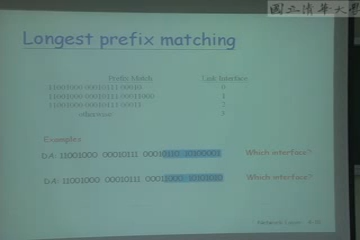 國立清華大學
Longest prefix matching
Prefix Match Link Interface
11001000 00010111 00010 0
11001000 00010111 00011000 1
11001000 00010111 00011 2
otherwise 3
Examples
DA: 11001000 00010111 00010110 10100001 Which interface?
DA: 11001000 00010111 00011000 10101010 Which interface?
Network Layer